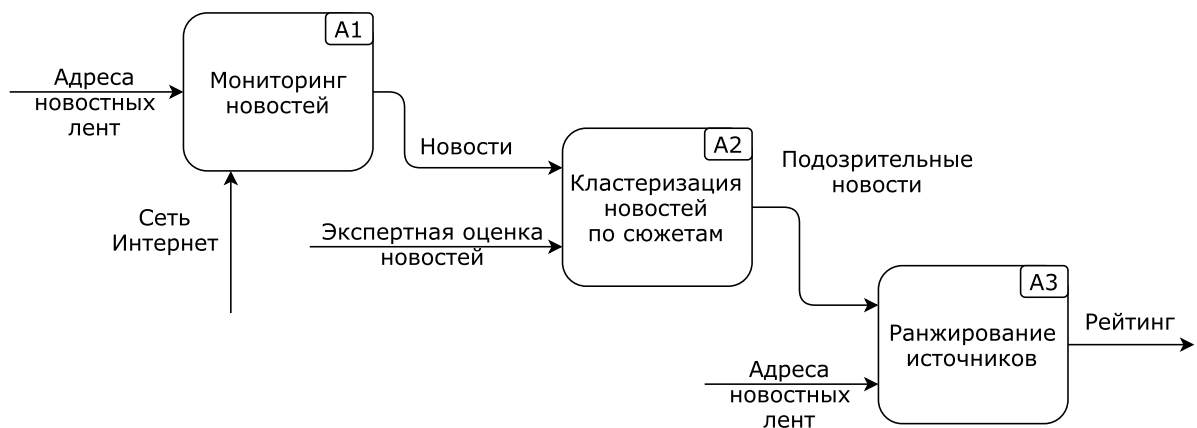 A1
Мониторинг
новостей
Адреса
новостных
лент
Сеть
Интернет
Новости
A2
Кластеризация
новостей
по сюжетам
Экспертная оценка
новостей
Подозрительные
новости
A3
Ранжирование
источников
Адреса
новостных
лент
Рейтинг